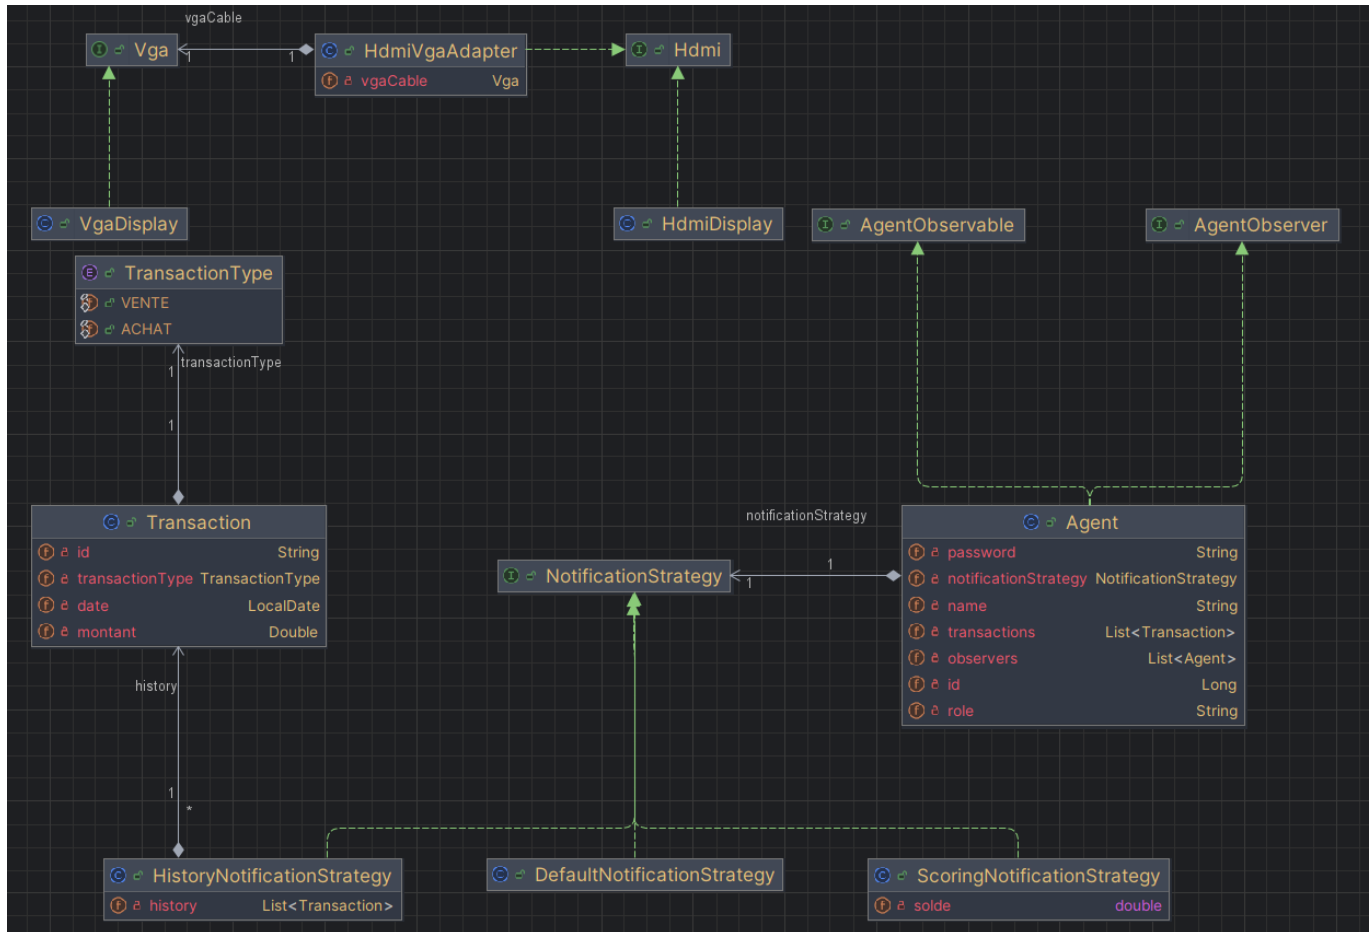 vgaCable
Vga
1
1
HdmiVgaAdapter
vgaCable Vga
Hdmi
VgaDisplay
HdmiDisplay
AgentObservable
AgentObserver
TransactionType
VENTE
ACHAT
transactionType
1
1
Transaction
id String
transactionType TransactionType
date LocalDate
montant Double
history
1
*
NotificationStrategy
notificationStrategy
1
1
Agent
password String
notificationStrategy NotificationStrategy
name String
transactions List<Transaction>
observers List<Agent>
id Long
role String
HistoryNotificationStrategy
history List<Transaction>
DefaultNotificationStrategy
ScoringNotificationStrategy
solde double